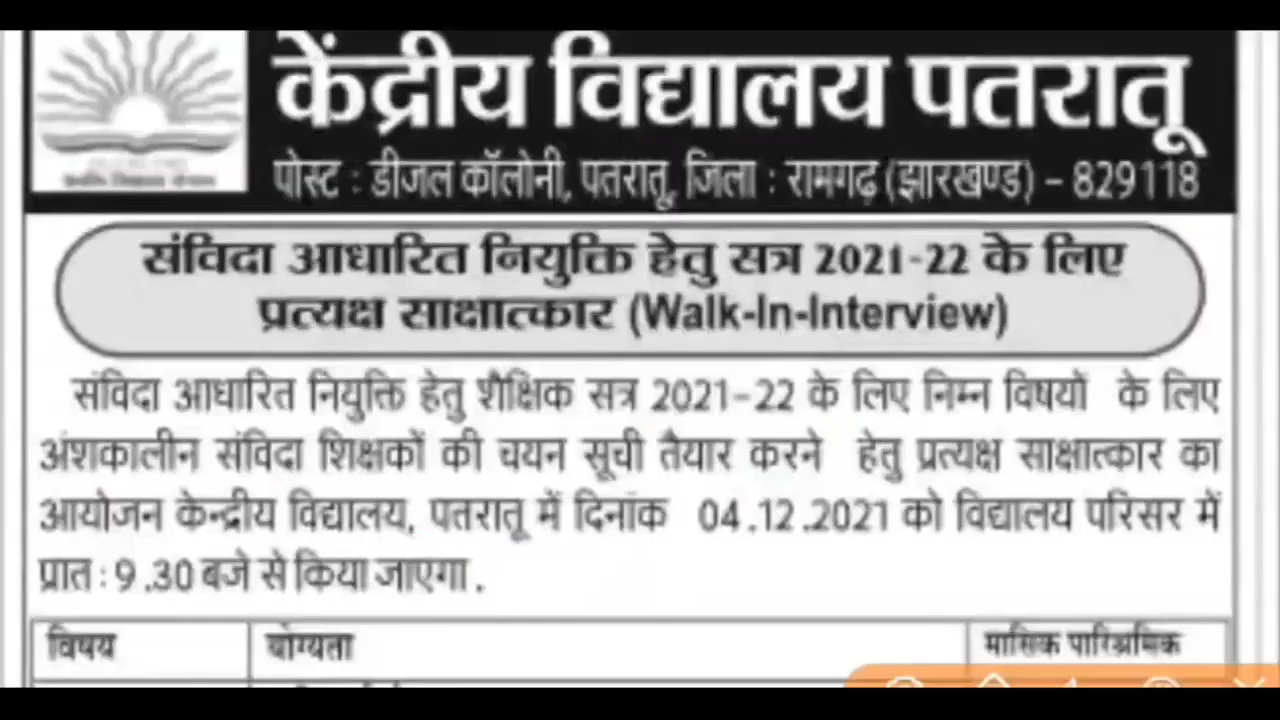 केंद्रीय विद्यालय पतरातू
पोस्ट : डीजल कॉलोनी, पतरातू, जिला : रामगढ़ (झारखण्ड) – 829118
संविदा आधारित नियुक्ति हेतु सत्र 2021-22 के लिए
प्रत्यक्ष साक्षात्कार (Walk-In-Interview)
संविदा आधारित नियुक्ति हेतु शैक्षिक सत्र 2021-22 के लिए निम्न विषयों के लिए
अंशकालीन संविदा शिक्षकों की चयन सूची तैयार करने हेतु प्रत्यक्ष साक्षात्कार का
आयोजन केन्द्रीय विद्यालय, पतरातू में दिनांक 04.12.2021 को विद्यालय परिसर में
प्रात : 9.30 बजे से किया जाएगा.
विषय योग्यता मासिक पारिश्रमिक